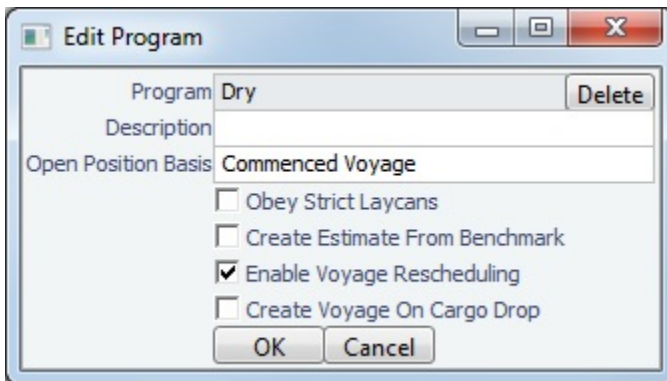 Edit Program
Program Dry Delete
Description
Open Position Basis Commenced Voyage
Obey Strict Laycans
Create Estimate From Benchmark
Enable Voyage Rescheduling
Create Voyage On Cargo Drop
OK Cancel